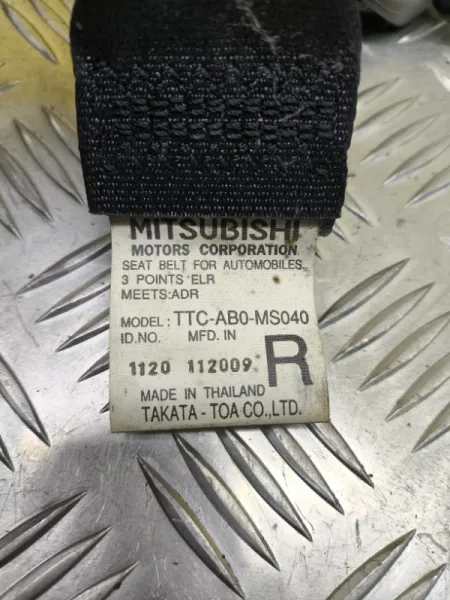 MITSUBISHI
MOTORS CORPORATION
SEAT BELT FOR AUTOMOBILES.
3 POINTS ELR
MEETS:ADR
MODEL: TTC-AB0-MS040
ID.NO. MFD. IN
1120 112009 R
MADE IN THAILAND
TAKATA - TOA CO.,LTD.